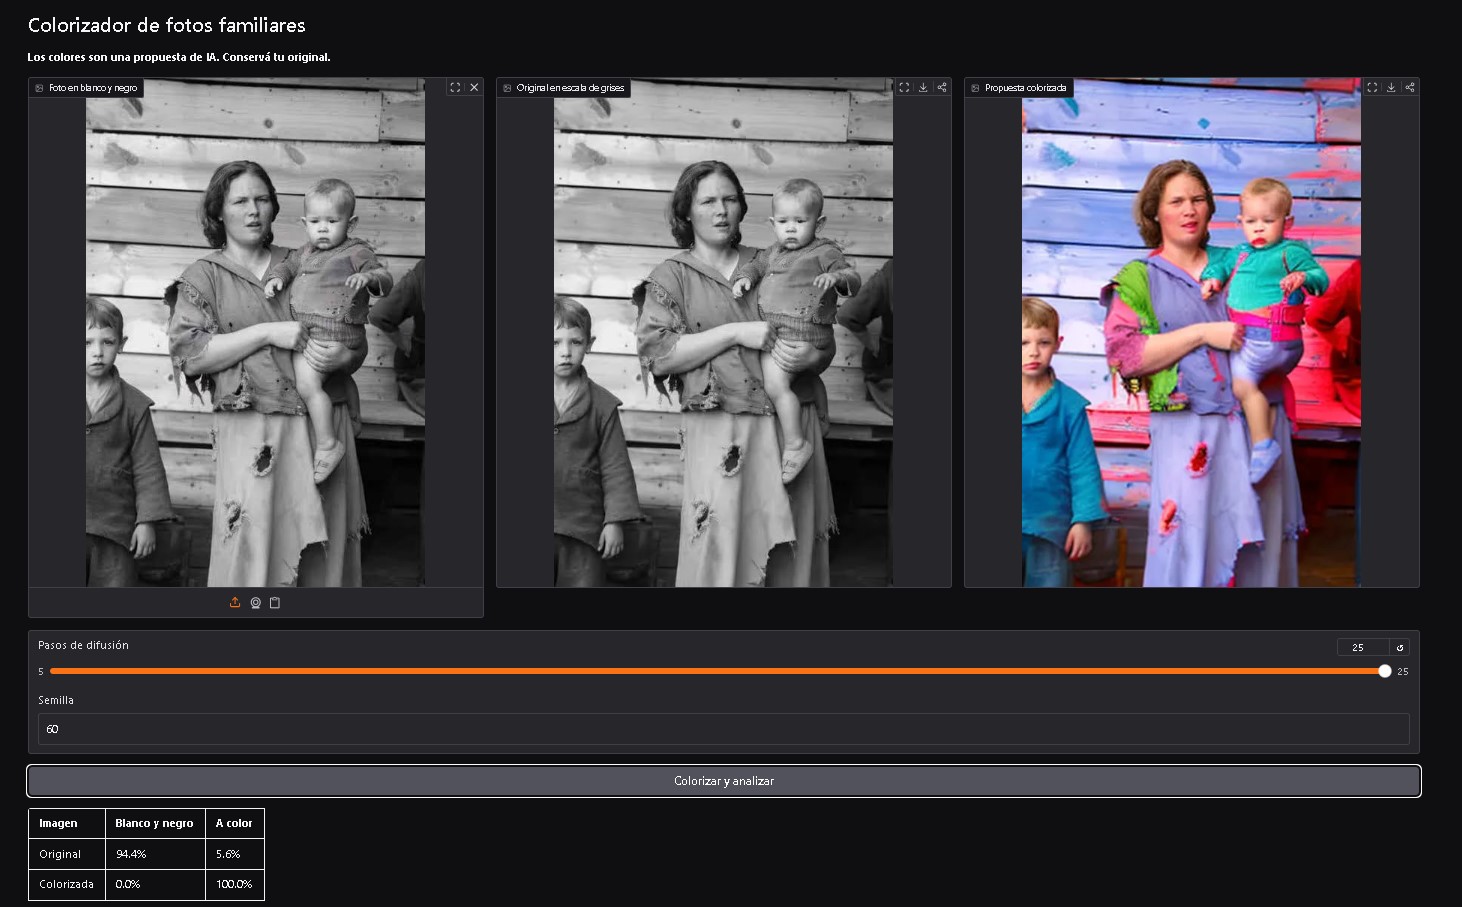 Colorizador de fotos familiares
Los colores son una propuesta de IA. Conservá tu original.
Foto en blanco y negro
Original en escala de grises
Propuesta colorizada
Pasos de difusión
25
5
25
Semilla
60
Colorizar y analizar
Imagen Blanco y negro A color
Original 94.4% 5.6%
Colorizada 0.0% 100.0%